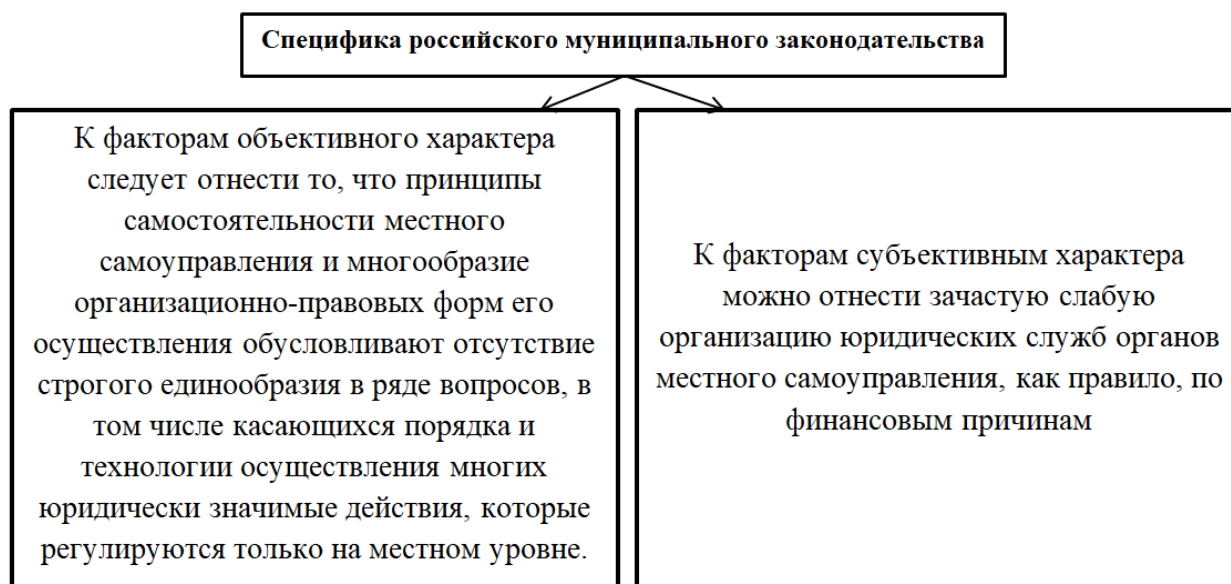 Специфика российского муниципального законодательства
К факторам объективного характера
следует отнести то, что принципы
самостоятельности местного
самоуправления и многообразие
организационно-правовых форм его
осуществления обусловливают отсутствие
строгого единообразия в ряде вопросов, в
том числе касающихся порядка и
технологии осуществления многих
юридически значимые действия, которые
регулируются только на местном уровне.
К факторам субъективным характера
можно отнести зачастую слабую
организацию юридических служб органов
местного самоуправления, как правило, по
финансовым причинам